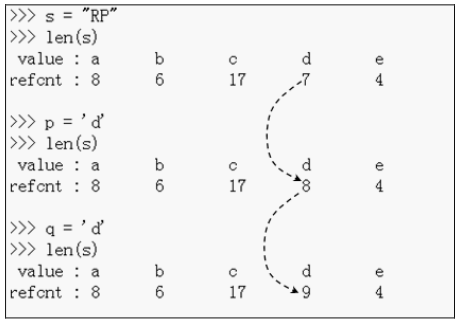 >>> s = "RP"
>>> len(s)
value : a b c d e
refcnt : 8 6 17 7 4
>>> p = 'd'
>>> len(s)
value : a b c d e
refcnt : 8 6 17 8 4
>>> q = 'd'
>>> len(s)
value : a b c d e
refcnt : 8 6 17 9 4